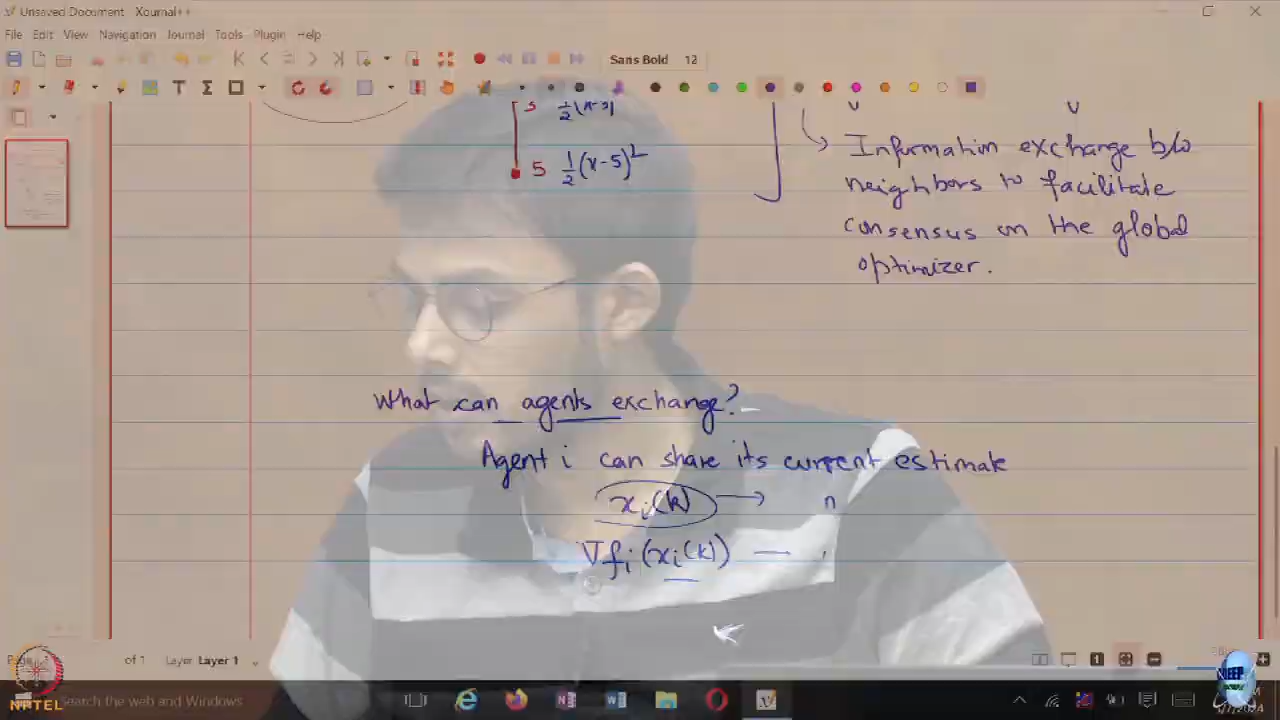 Unsaved Document - Xournal++
File Edit View Navigation Journal Tools Plugin Help
Sans Bold 12
5 1/2(x-5)²
Information exchange b/w
neighbors to facilitate
consensus on the global
optimizer.
What can agents exchange?
Agent i can share its current estimate
xᵢ(k) → n
∇fᵢ(xᵢ(k)) —
of 1 Layer Layer 1
Search the web and Windows
NPTEL